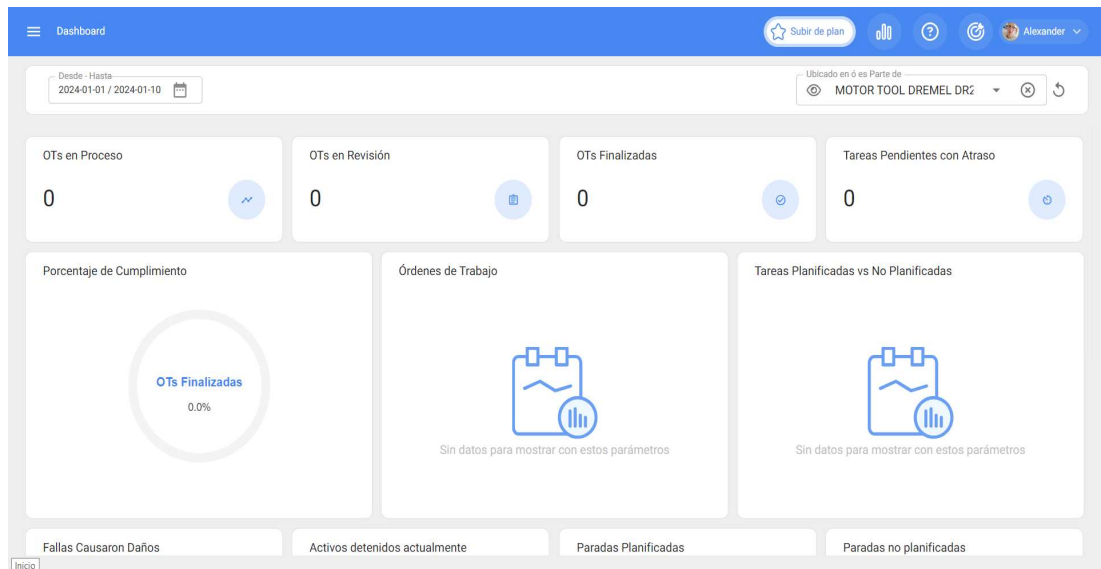 Dashboard
Subir de plan
Alexander
Desde - Hasta
2024-01-01 / 2024-01-10
Ubicado en ó es Parte de
MOTOR TOOL DREMEL DR2
OTs en Proceso
0
OTs en Revisión
0
OTs Finalizadas
0
Tareas Pendientes con Atraso
0
Porcentaje de Cumplimiento
OTs Finalizadas
0.0%
Órdenes de Trabajo
Sin datos para mostrar con estos parámetros
Tareas Planificadas vs No Planificadas
Sin datos para mostrar con estos parámetros
Fallas Causaron Daños
Activos detenidos actualmente
Paradas Planificadas
Paradas no planificadas
Inicio